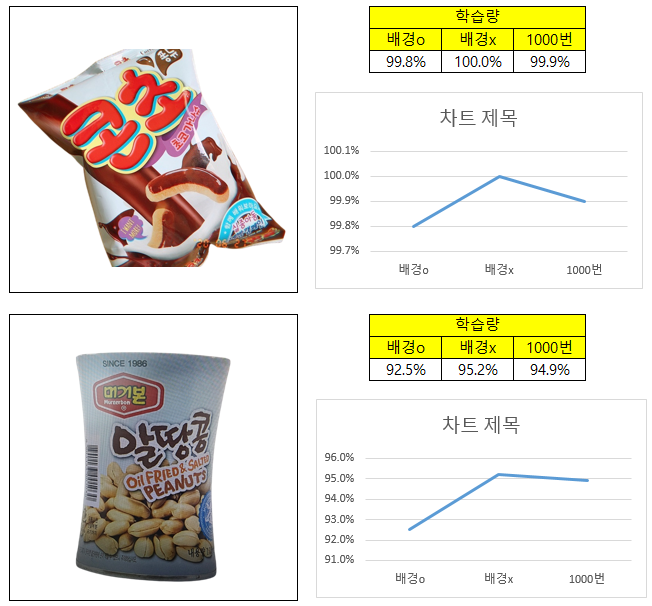 콘초
초코가득
학습량
배경o 배경x 1000번
99.8% 100.0% 99.9%
차트 제목
100.1%
100.0%
99.9%
99.8%
99.7%
배경o 배경x 1000번
SINCE 1986
머거본
Murgerbon
알땅콩
Oil FRIED & SALTED
PEANUTS
학습량
배경o 배경x 1000번
92.5% 95.2% 94.9%
차트 제목
96.0%
95.0%
94.0%
93.0%
92.0%
91.0%
배경o 배경x 1000번